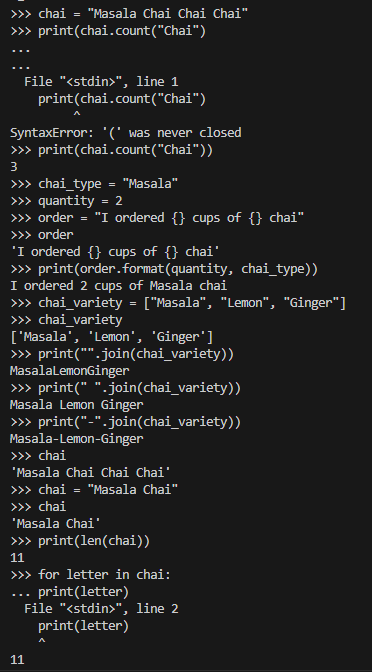 >>> chai = "Masala Chai Chai Chai"
>>> print(chai.count("Chai")
...
...
  File "<stdin>", line 1
    print(chai.count("Chai")
         ^
SyntaxError: '(' was never closed
>>> print(chai.count("Chai"))
3
>>> chai_type = "Masala"
>>> quantity = 2
>>> order = "I ordered {} cups of {} chai"
>>> order
'I ordered {} cups of {} chai'
>>> print(order.format(quantity, chai_type))
I ordered 2 cups of Masala chai
>>> chai_variety = ["Masala", "Lemon", "Ginger"]
>>> chai_variety
['Masala', 'Lemon', 'Ginger']
>>> print("".join(chai_variety))
MasalaLemonGinger
>>> print(" ".join(chai_variety))
Masala Lemon Ginger
>>> print("-".join(chai_variety))
Masala-Lemon-Ginger
>>> chai
'Masala Chai Chai Chai'
>>> chai = "Masala Chai"
>>> chai
'Masala Chai'
>>> print(len(chai))
11
>>> for letter in chai:
... print(letter)
  File "<stdin>", line 2
    print(letter)
    ^
11